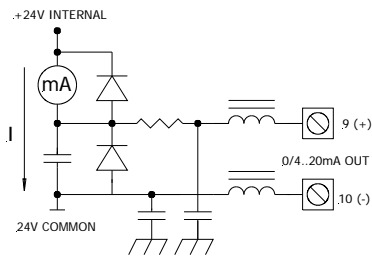 +24V INTERNAL
mA
I
9 (+)
0/4..20mA OUT
10 (-)
24V COMMON